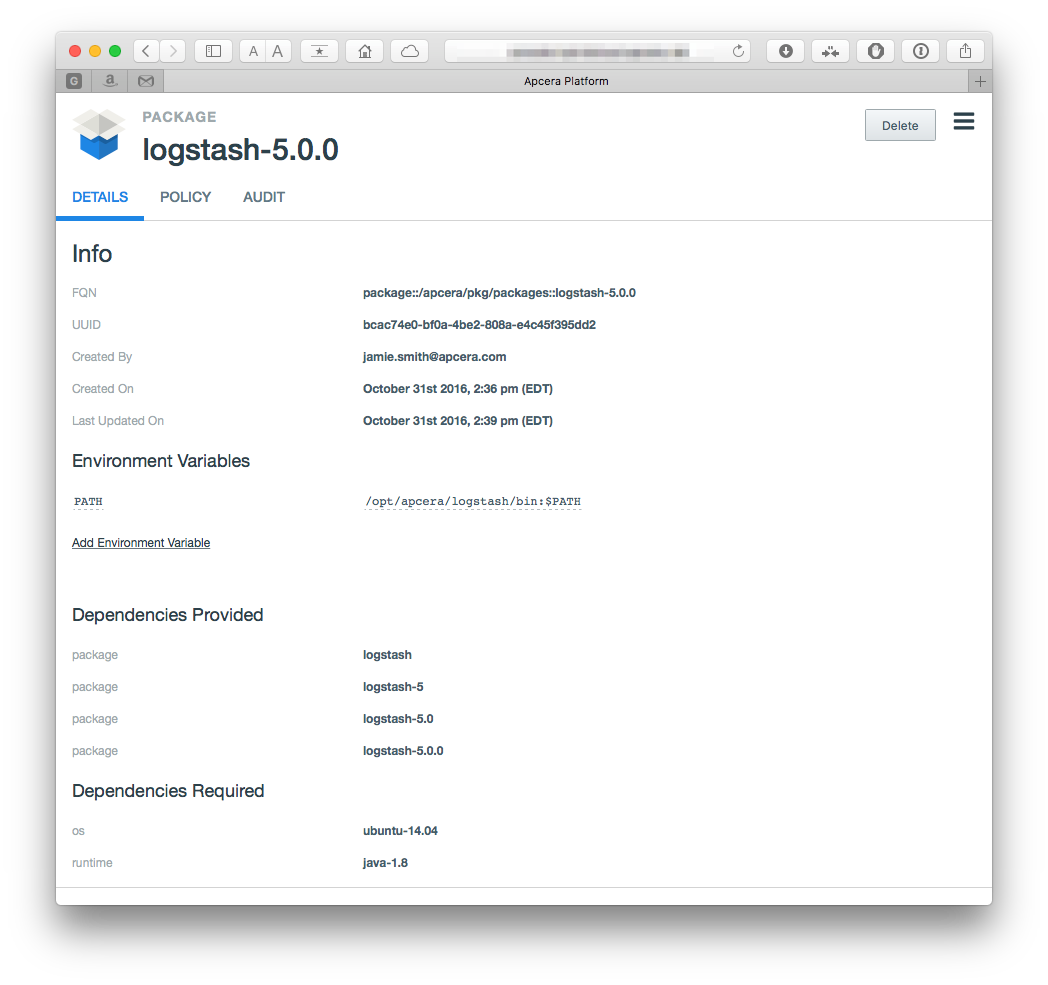 A A
G a
Apcera Platform
PACKAGE
logstash-5.0.0
Delete
DETAILS POLICY AUDIT
Info
FQN package::/apcera/pkg/packages::logstash-5.0.0
UUID bcac74e0-bf0a-4be2-808a-e4c45f395dd2
Created By jamie.smith@apcera.com
Created On October 31st 2016, 2:36 pm (EDT)
Last Updated On October 31st 2016, 2:39 pm (EDT)
Environment Variables
PATH /opt/apcera/logstash/bin:$PATH
Add Environment Variable
Dependencies Provided
package logstash
package logstash-5
package logstash-5.0
package logstash-5.0.0
Dependencies Required
os ubuntu-14.04
runtime java-1.8